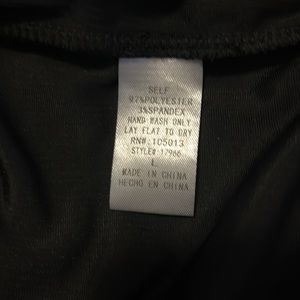 SELF
97%POLYESTER
3%SPANDEX
HAND WASH ONLY
LAY FLAT TO DRY
RN#: 105013
STYLE# 17966
L
MADE IN CHINA
HECHO EN CHINA